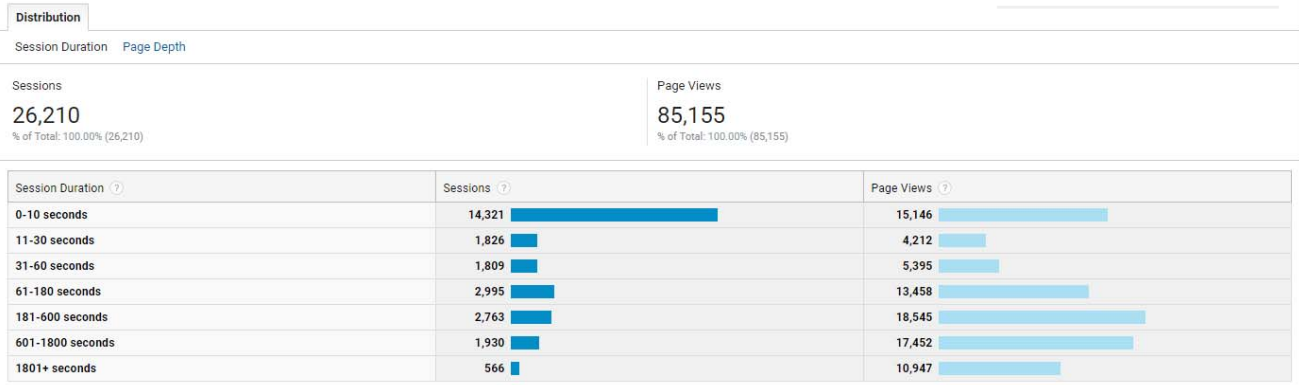 Distribution
Session Duration Page Depth
Sessions Page Views
26,210 85,155
% of Total: 100.00% (26,210) % of Total: 100.00% (85,155)
Session Duration ? Sessions ? Page Views ?
0-10 seconds 14,321 15,146
11-30 seconds 1,826 4,212
31-60 seconds 1,809 5,395
61-180 seconds 2,995 13,458
181-600 seconds 2,763 18,545
601-1800 seconds 1,930 17,452
1801+ seconds 566 10,947